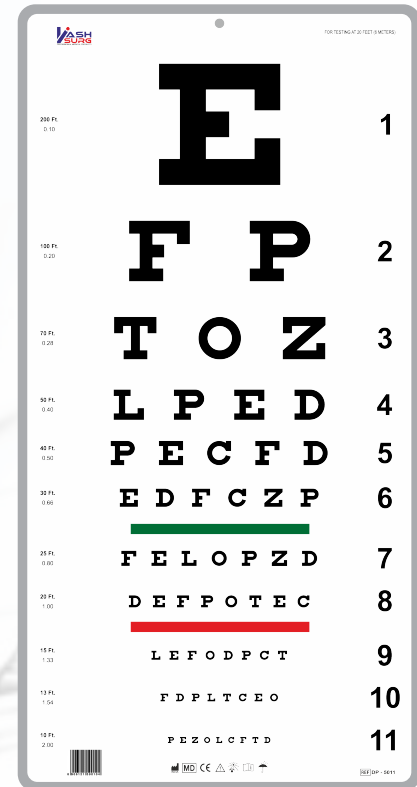 YASH SURG
FOR TESTING AT 20 FEET (6 METERS)
200 Ft. 0.10 E 1
100 Ft. 0.20 F P 2
70 Ft. 0.28 T O Z 3
50 Ft. 0.40 L P E D 4
40 Ft. 0.50 P E C F D 5
30 Ft. 0.66 E D F C Z P 6
25 Ft. 0.80 F E L O P Z D 7
20 Ft. 1.00 D E F P O T E C 8
15 Ft. 1.33 L E F O D P C T 9
13 Ft. 1.54 F D P L T C E O 10
10 Ft. 2.00 P E Z O L C F T D 11
MD CE
REF DP - 5011